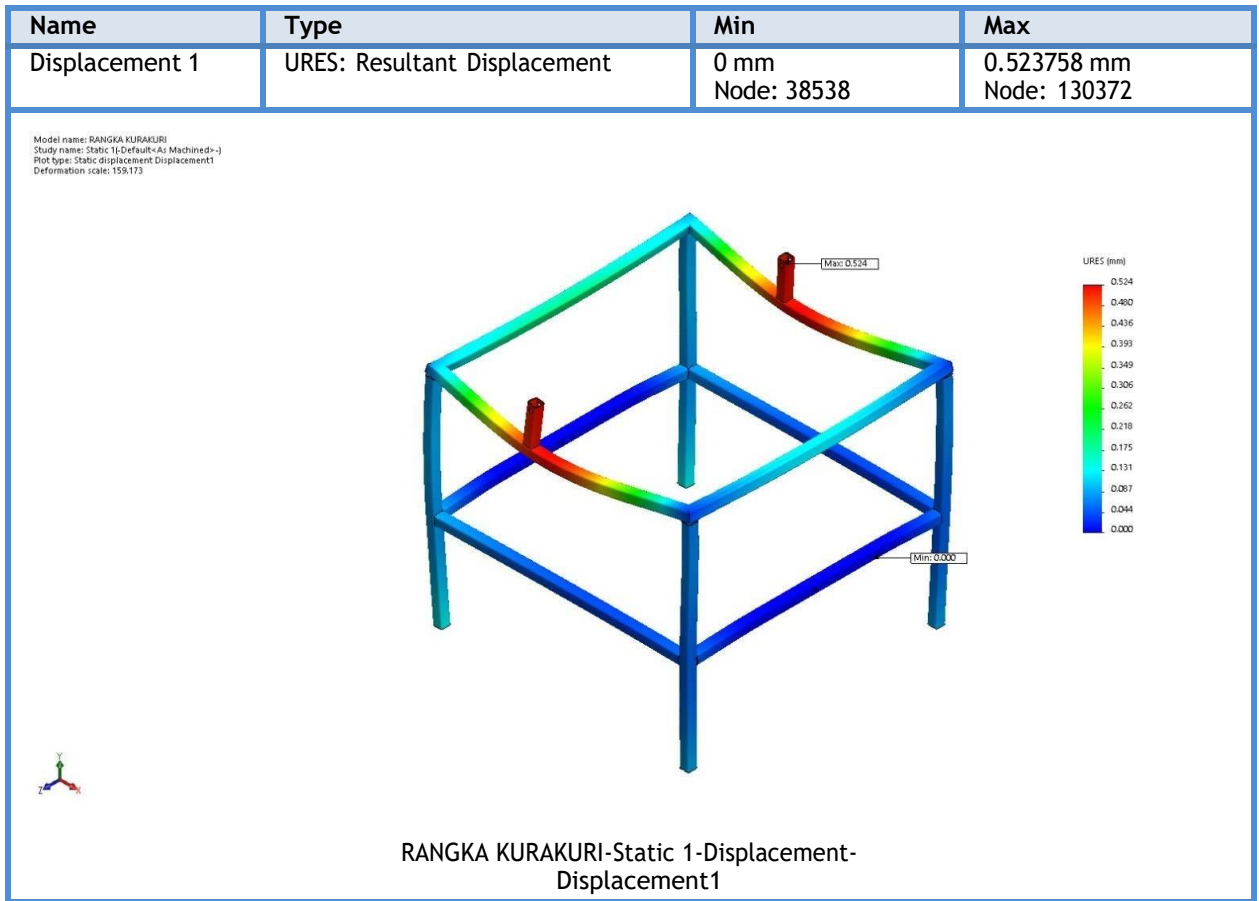 Name Type Min Max
Displacement 1 URES: Resultant Displacement 0 mm 0.523758 mm
Node: 38538 Node: 130372
Model name: RANGKA KURAKURI
Study name: Static 1(-Default<As Machined>-)
Plot type: Static displacement Displacement1
Deformation scale: 159.173
Max: 0.524
URES (mm)
0.524
0.480
0.436
0.393
0.349
0.306
0.262
0.218
0.175
0.131
0.087
0.044
0.000
Min: 0.000
Y
Z X
RANGKA KURAKURI-Static 1-Displacement-
Displacement1